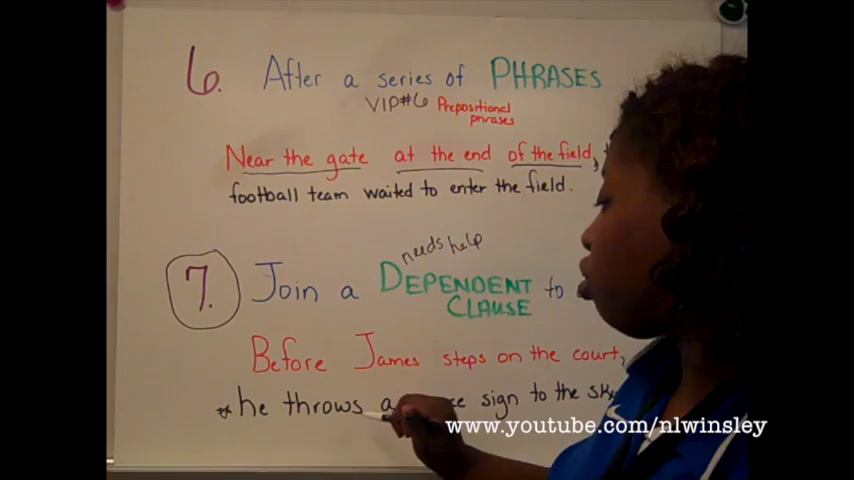 6. After a series of PHRASES
VIP#6 Prepositional
phrases
Near the gate at the end of the field,
football team waited to enter the field.
needs help
7. Join a DEPENDENT
CLAUSE to
Before James steps on the court,
* he throws a sign to the sky
www.youtube.com/nlwinsley